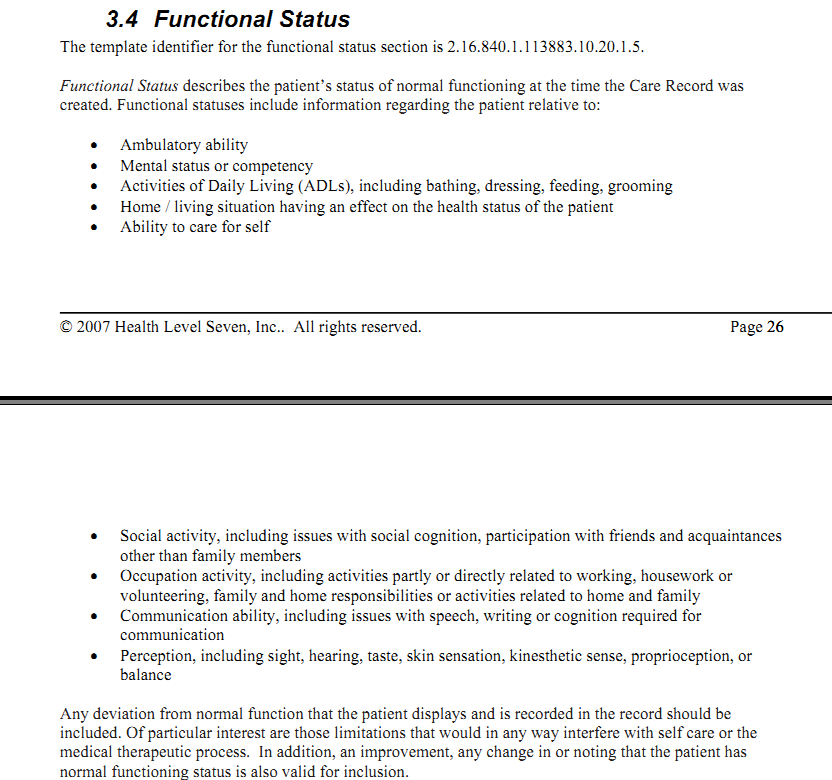 3.4 Functional Status
The template identifier for the functional status section is 2.16.840.1.113883.10.20.1.5.
Functional Status describes the patient's status of normal functioning at the time the Care Record was
created. Functional statuses include information regarding the patient relative to:
• Ambulatory ability
• Mental status or competency
• Activities of Daily Living (ADLs), including bathing, dressing, feeding, grooming
• Home / living situation having an effect on the health status of the patient
• Ability to care for self
© 2007 Health Level Seven, Inc.. All rights reserved. Page 26
• Social activity, including issues with social cognition, participation with friends and acquaintances
other than family members
• Occupation activity, including activities partly or directly related to working, housework or
volunteering, family and home responsibilities or activities related to home and family
• Communication ability, including issues with speech, writing or cognition required for
communication
• Perception, including sight, hearing, taste, skin sensation, kinesthetic sense, proprioception, or
balance
Any deviation from normal function that the patient displays and is recorded in the record should be
included. Of particular interest are those limitations that would in any way interfere with self care or the
medical therapeutic process. In addition, an improvement, any change in or noting that the patient has
normal functioning status is also valid for inclusion.